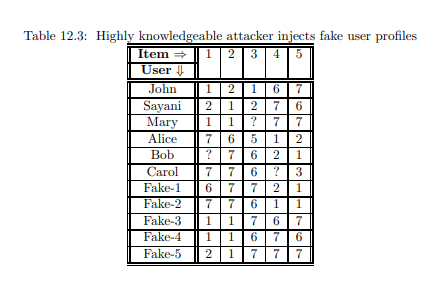 Table 12.3: Highly knowledgeable attacker injects fake user profiles
Item ⇒ 1 2 3 4 5
User ⇓
John 1 2 1 6 7
Sayani 2 1 2 7 6
Mary 1 1 ? 7 7
Alice 7 6 5 1 2
Bob ? 7 6 2 1
Carol 7 7 6 ? 3
Fake-1 6 7 7 2 1
Fake-2 7 7 6 1 1
Fake-3 1 1 7 6 7
Fake-4 1 1 6 7 6
Fake-5 2 1 7 7 7